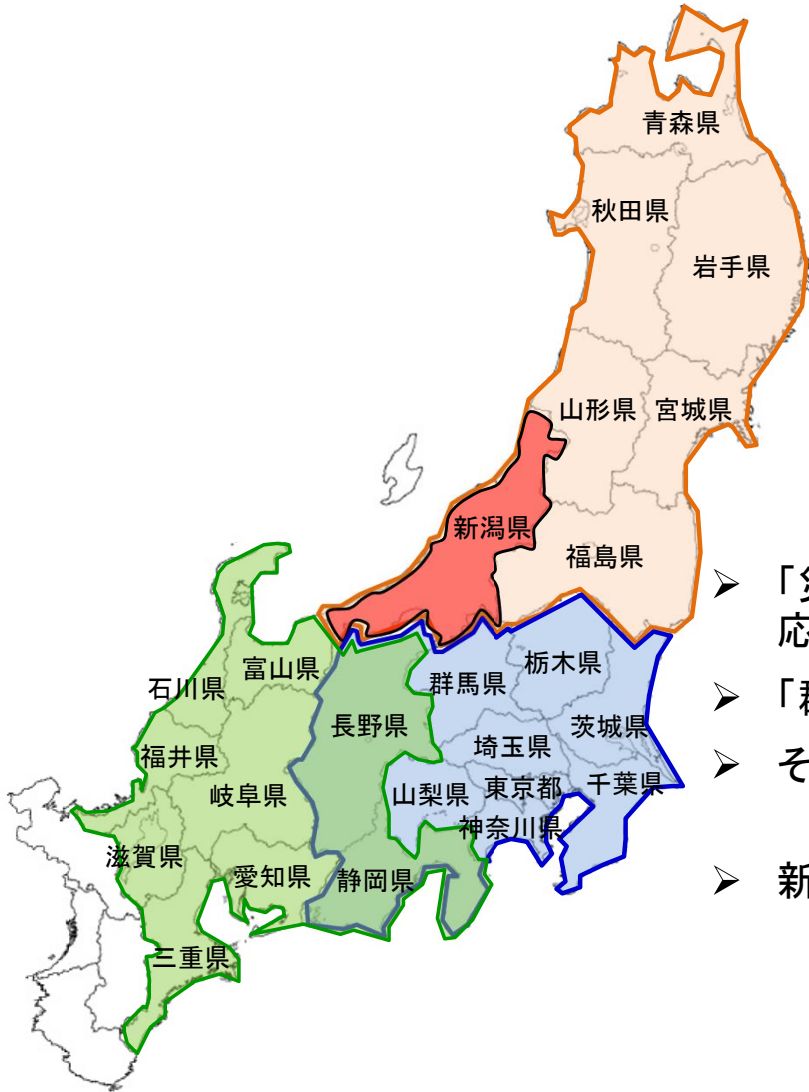 青森県
秋田県
岩手県
山形県
宮城県
新潟県
福島県
富山県
石川県
福井県
岐阜県
滋賀県
愛知県
三重県
長野県
静岡県
群馬県
栃木県
茨城県
埼玉県
山梨県
東京都
千葉県
神奈川県
➢ 「災
応
➢ 「群
➢ そ
➢ 新